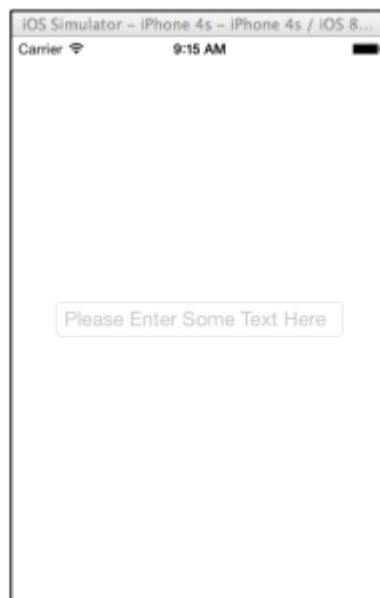 iOS Simulator – iPhone 4s – iPhone 4s / iOS 8...
Carrier 9:15 AM
Please Enter Some Text Here